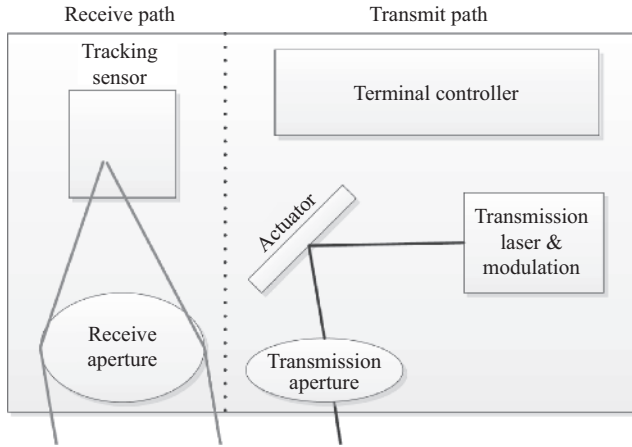 Receive path
Transmit path
Tracking
sensor
Terminal controller
Actuator
Transmission
laser &
modulation
Receive
aperture
Transmission
aperture